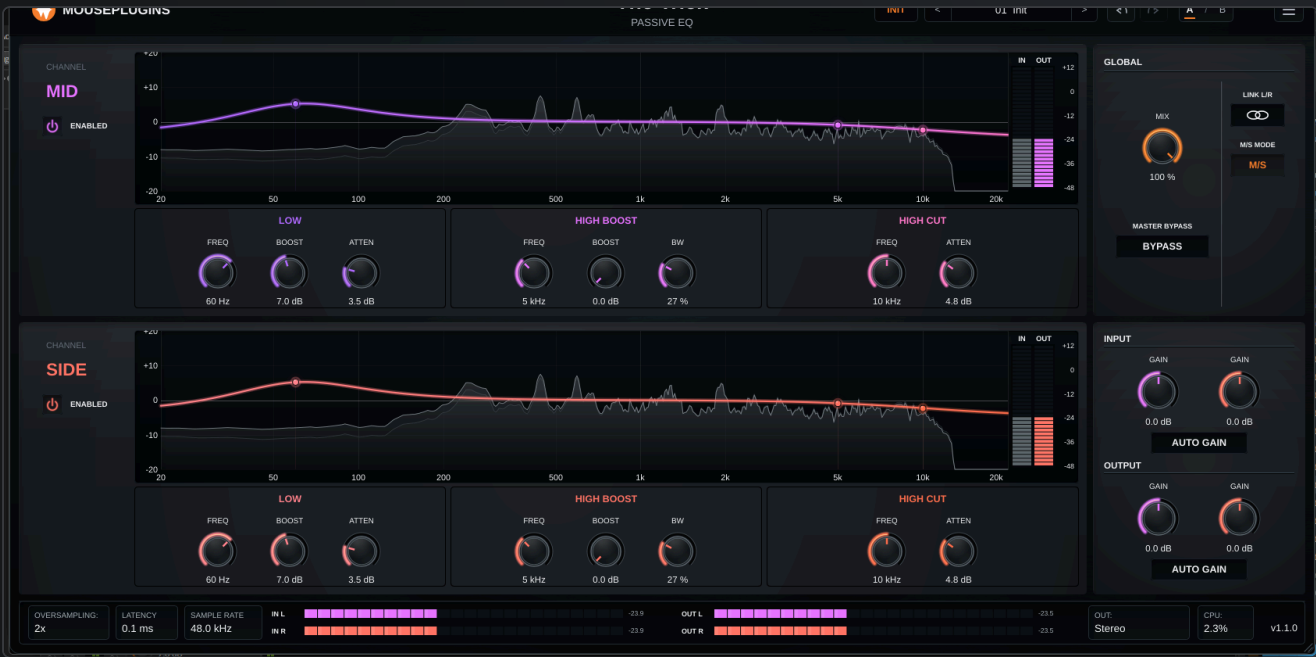 MOUSEPLUGINS
PASSIVE EQ
INIT < 01 Init > A / B
CHANNEL
MID
ENABLED
+20
+10
0
-10
-20
20 50 100 200 500 1k 2k 5k 10k 20k
IN OUT
+12
0
-12
-24
-36
-48
LOW
FREQ BOOST ATTEN
60 Hz 7.0 dB 3.5 dB
HIGH BOOST
FREQ BOOST BW
5 kHz 0.0 dB 27 %
HIGH CUT
FREQ ATTEN
10 kHz 4.8 dB
GLOBAL
MIX
100 %
LINK L/R
M/S MODE
M/S
MASTER BYPASS
BYPASS
CHANNEL
SIDE
ENABLED
+20
+10
0
-10
-20
20 50 100 200 500 1k 2k 5k 10k 20k
IN OUT
+12
0
-12
-24
-36
-48
LOW
FREQ BOOST ATTEN
60 Hz 7.0 dB 3.5 dB
HIGH BOOST
FREQ BOOST BW
5 kHz 0.0 dB 27 %
HIGH CUT
FREQ ATTEN
10 kHz 4.8 dB
INPUT
GAIN GAIN
0.0 dB 0.0 dB
AUTO GAIN
OUTPUT
GAIN GAIN
0.0 dB 0.0 dB
AUTO GAIN
OVERSAMPLING:
2x
LATENCY
0.1 ms
SAMPLE RATE
48.0 kHz
IN L -23.9
IN R -23.9
OUT L -23.5
OUT R -23.5
OUT:
Stereo
CPU:
2.3%
v1.1.0